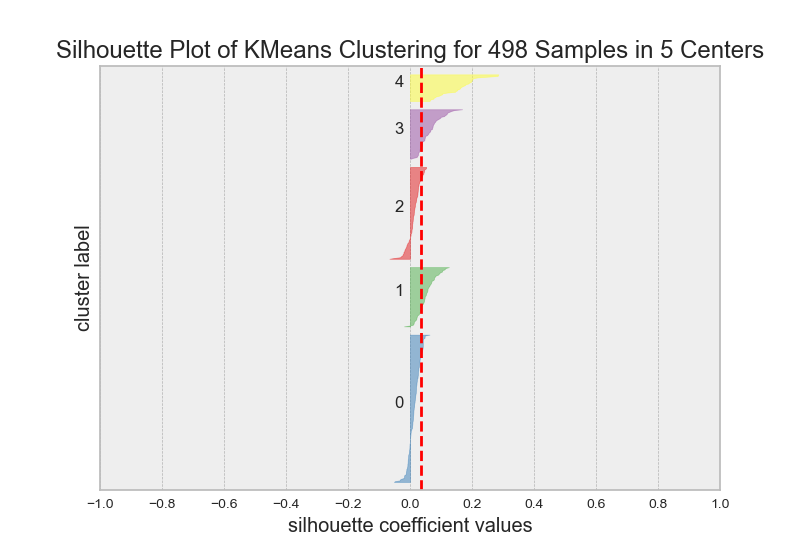 Silhouette Plot of KMeans Clustering for 498 Samples in 5 Centers
4
3
2
1
0
cluster label
−1.0 −0.8 −0.6 −0.4 −0.2 0.0 0.2 0.4 0.6 0.8 1.0
silhouette coefficient values